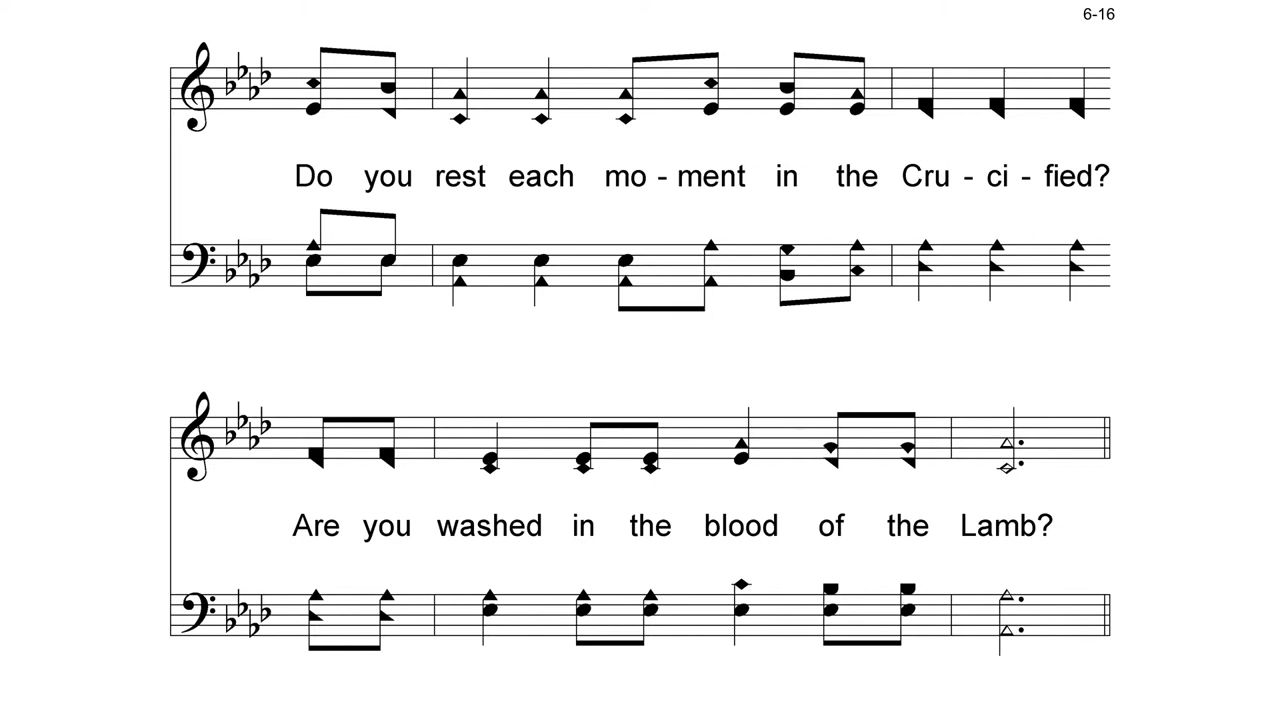 6-16
Do you rest each mo - ment in the Cru - ci - fied?
Are you washed in the blood of the Lamb?